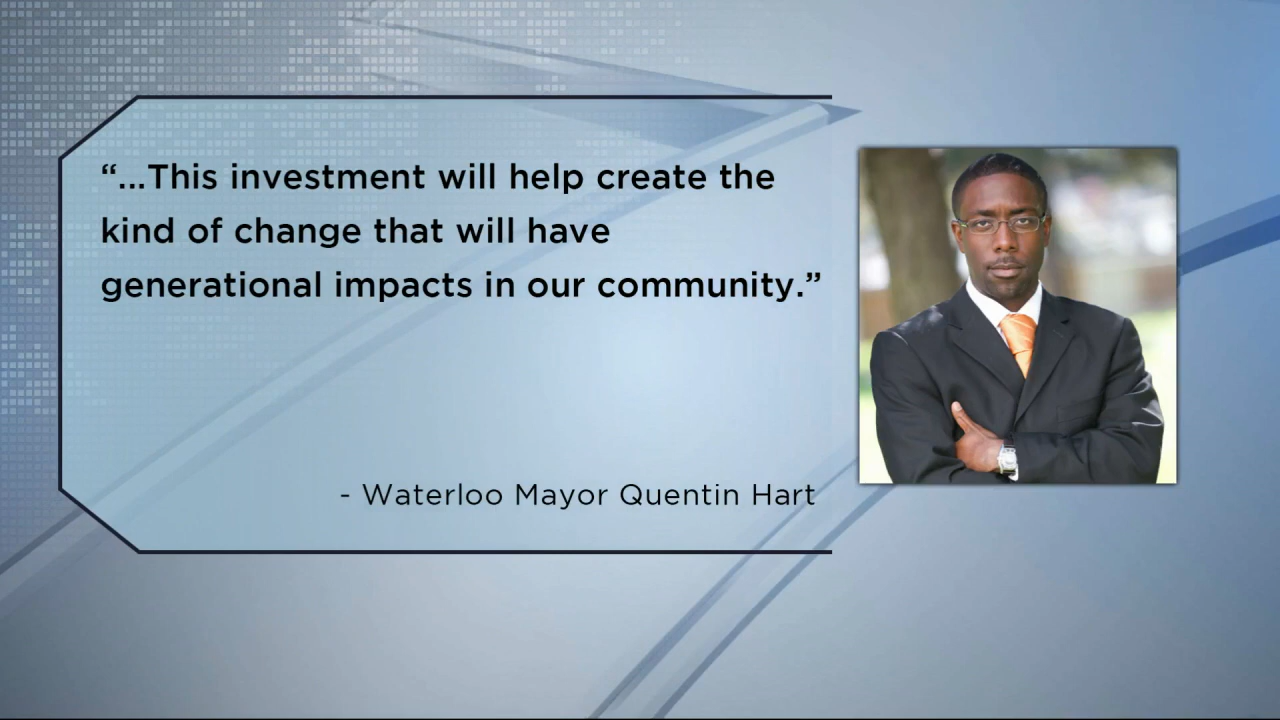 “...This investment will help create the
kind of change that will have
generational impacts in our community.”
- Waterloo Mayor Quentin Hart